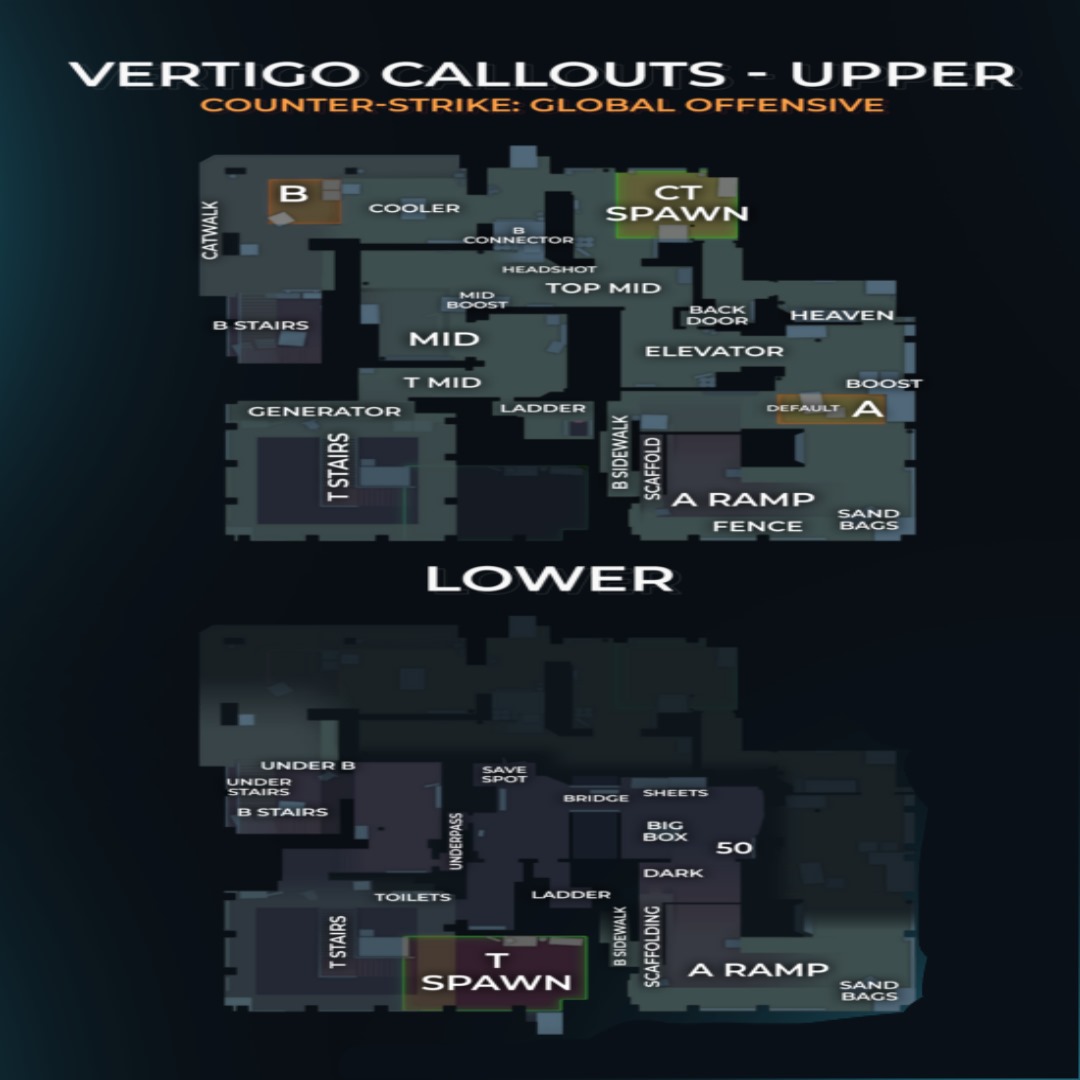 VERTIGO CALLOUTS - UPPER
COUNTER-STRIKE: GLOBAL OFFENSIVE
B
CT
SPAWN
COOLER
CATWALK
B
CONNECTOR
HEADSHOT
TOP MID
MID
BOOST
BACK
DOOR
HEAVEN
B STAIRS
MID
ELEVATOR
T MID
BOOST
GENERATOR
LADDER
DEFAULT
A
T STAIRS
B SIDEWALK
SCAFFOLD
A RAMP
SAND
BAGS
FENCE
LOWER
UNDER B
UNDER
STAIRS
B STAIRS
SAVE
SPOT
BRIDGE
SHEETS
UNDERPASS
BIG
BOX
50
DARK
TOILETS
LADDER
T STAIRS
B SIDEWALK
SCAFFOLDING
T
SPAWN
A RAMP
SAND
BAGS